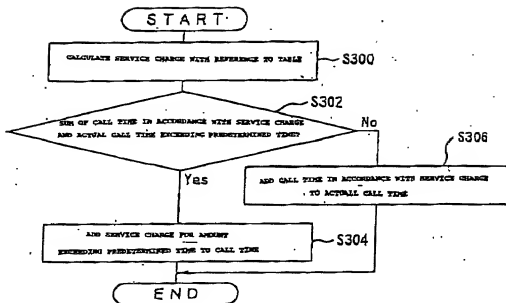 START
CALCULATE SERVICE CHARGE WITH REFERENCE TO TABLE
S300
S302
SUM OF CALL TIME IN ACCORDANCE WITH SERVICE CHARGE
AND ACTUAL CALL TIME EXCEEDING PREDETERMINED TIME?
No
S306
Yes
ADD CALL TIME IN ACCORDANCE WITH SERVICE CHARGE
TO ACTUALL CALL TIME
ADD SERVICE CHARGE FOR AMOUNT
EXCEEDING PREDETERMINED TIME TO CALL TIME
S304
END